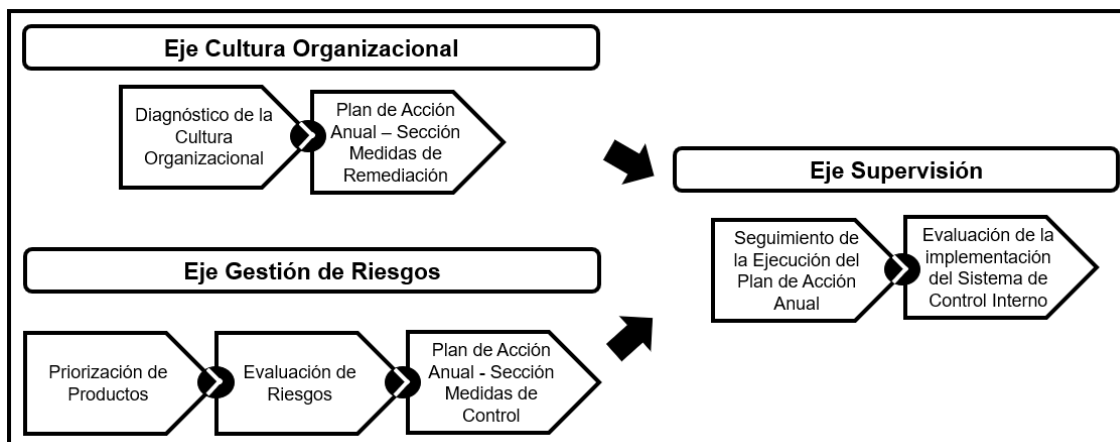 Eje Cultura Organizacional
Diagnóstico de la
Cultura
Organizacional
Plan de Acción
Anual – Sección
Medidas de
Remediación
Eje Gestión de Riesgos
Priorización de
Productos
Evaluación de
Riesgos
Plan de Acción
Anual - Sección
Medidas de
Control
Eje Supervisión
Seguimiento de
la Ejecución del
Plan de Acción
Anual
Evaluación de la
implementación
del Sistema de
Control Interno